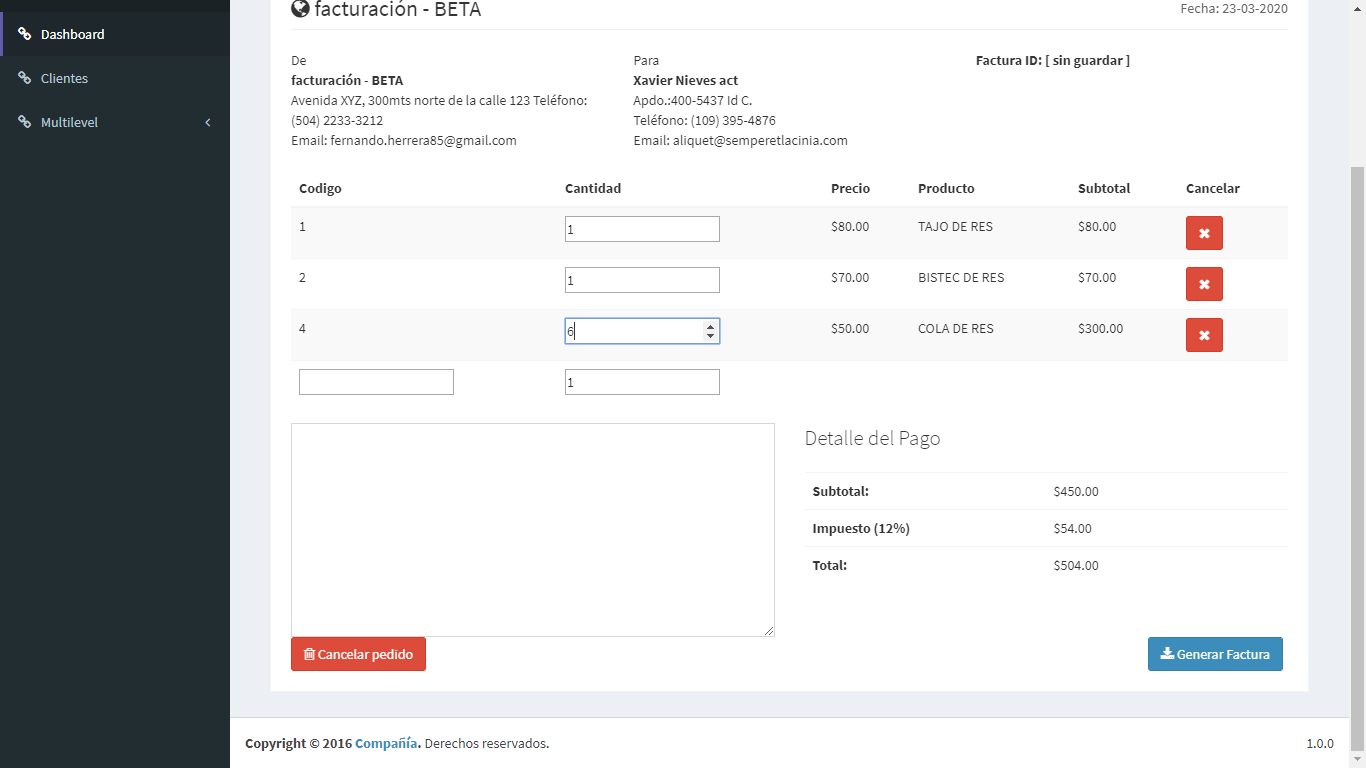 Dashboard
Clientes
Multilevel
facturación - BETA
Fecha: 23-03-2020
De
facturación - BETA
Avenida XYZ, 300mts norte de la calle 123 Teléfono:
(504) 2233-3212
Email: fernando.herrera85@gmail.com
Para
Xavier Nieves act
Apdo.:400-5437 Id C.
Teléfono: (109) 395-4876
Email: aliquet@semperetlacinia.com
Factura ID: [ sin guardar ]
Codigo Cantidad Precio Producto Subtotal Cancelar
1 1 $80.00 TAJO DE RES $80.00
2 1 $70.00 BISTEC DE RES $70.00
4 6 $50.00 COLA DE RES $300.00
1
Detalle del Pago
Subtotal: $450.00
Impuesto (12%) $54.00
Total: $504.00
Cancelar pedido
Generar Factura
Copyright © 2016 Compañía. Derechos reservados.
1.0.0